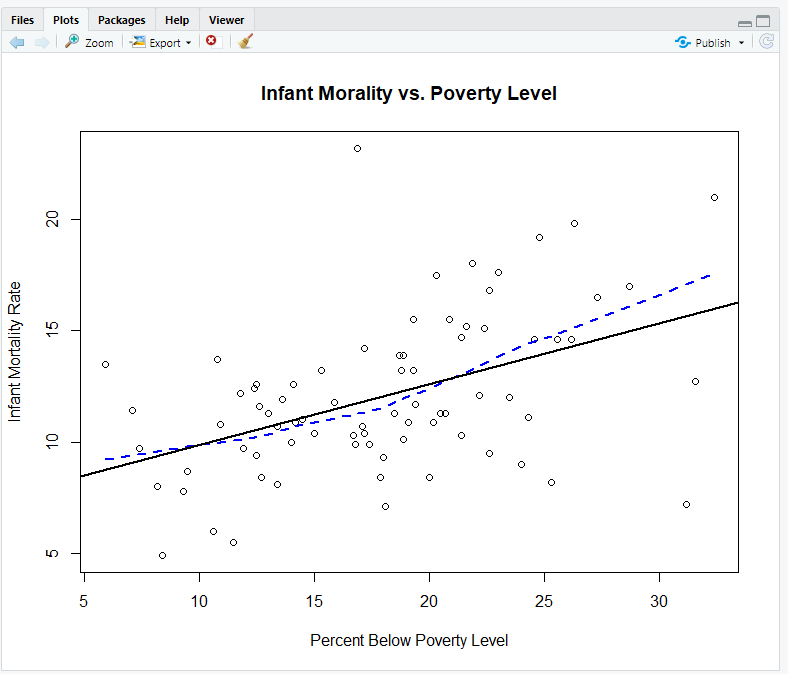 Files Plots Packages Help Viewer
Zoom Export Publish
Infant Morality vs. Poverty Level
Infant Mortality Rate
20
15
10
5
5 10 15 20 25 30
Percent Below Poverty Level